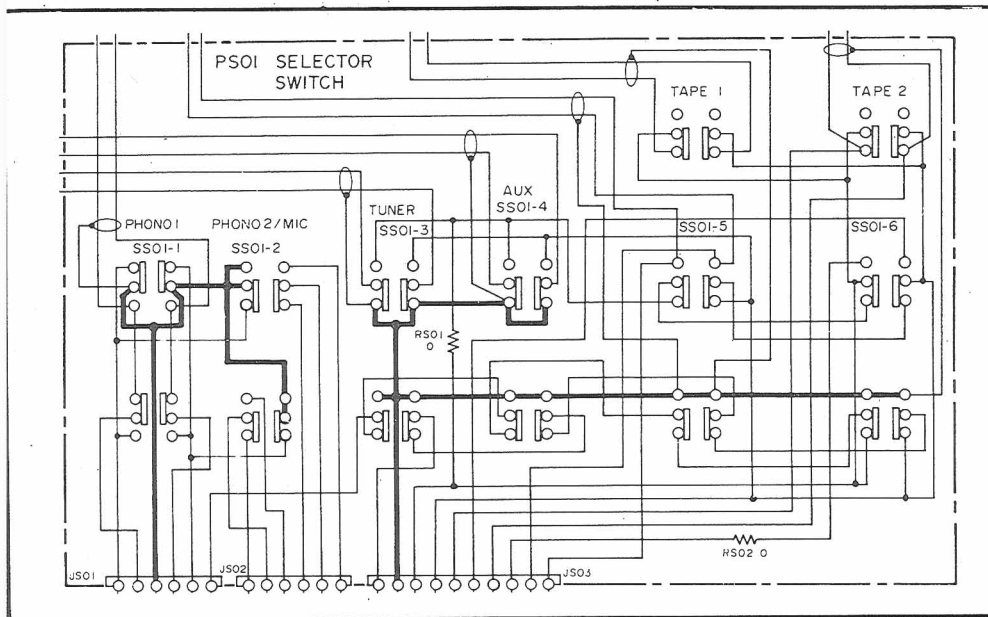 PS01 SELECTOR
SWITCH
TAPE 1
TAPE 2
PHONO 1
SS01-1
PHONO 2/MIC
SS01-2
TUNER
SS01-3
AUX
SS01-4
SS01-5
SS01-6
RS01
0
RS02 0
JS01
JS02
JS03